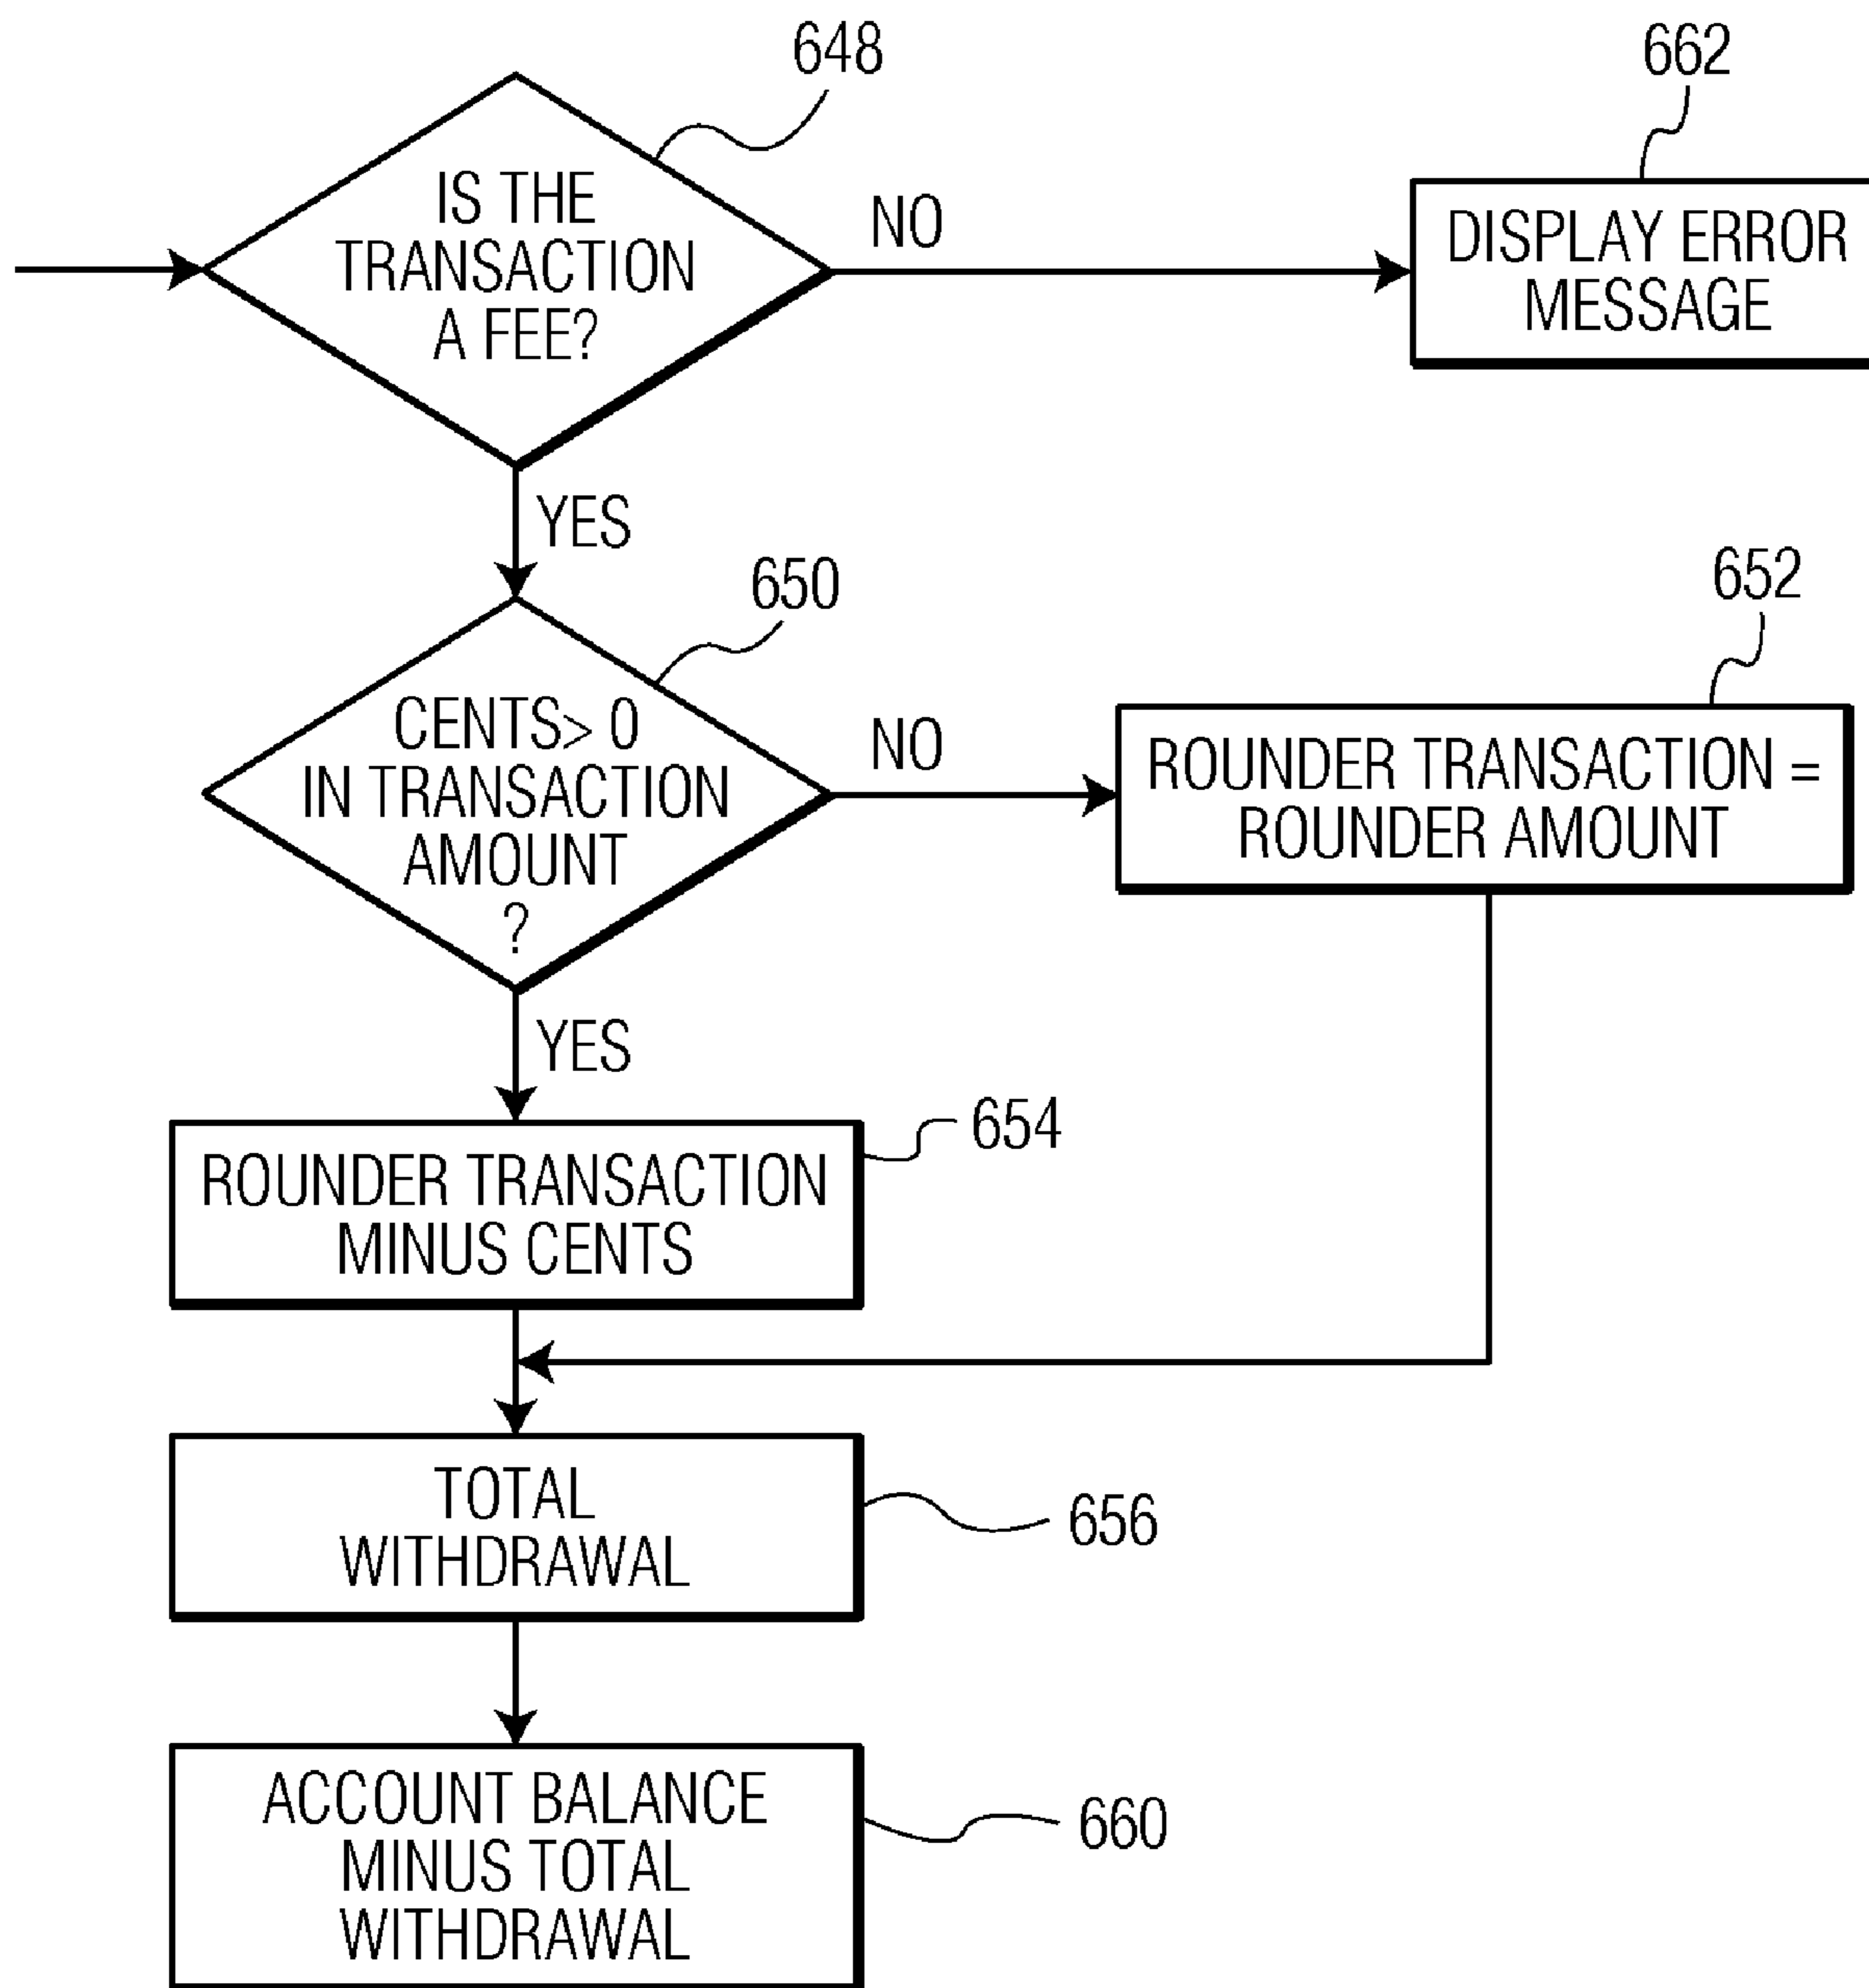 648
662
IS THE
TRANSACTION
A FEE?
NO
DISPLAY ERROR
MESSAGE
YES
650
652
CENTS> 0
IN TRANSACTION
AMOUNT
?
NO
ROUNDER TRANSACTION =
ROUNDER AMOUNT
YES
654
ROUNDER TRANSACTION
MINUS CENTS
TOTAL
WITHDRAWAL
656
ACCOUNT BALANCE
MINUS TOTAL
WITHDRAWAL
660